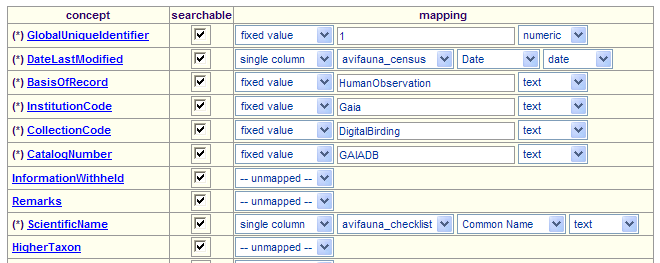 concept searchable mapping
(*) GlobalUniqueIdentifier fixed value 1 numeric
(*) DateLastModified single column avifauna_census Date date
(*) BasisOfRecord fixed value HumanObservation text
(*) InstitutionCode fixed value Gaia text
(*) CollectionCode fixed value DigitalBirding text
(*) CatalogNumber fixed value GAIADB text
InformationWithheld -- unmapped --
Remarks -- unmapped --
(*) ScientificName single column avifauna_checklist Common Name text
HigherTaxon -- unmapped --